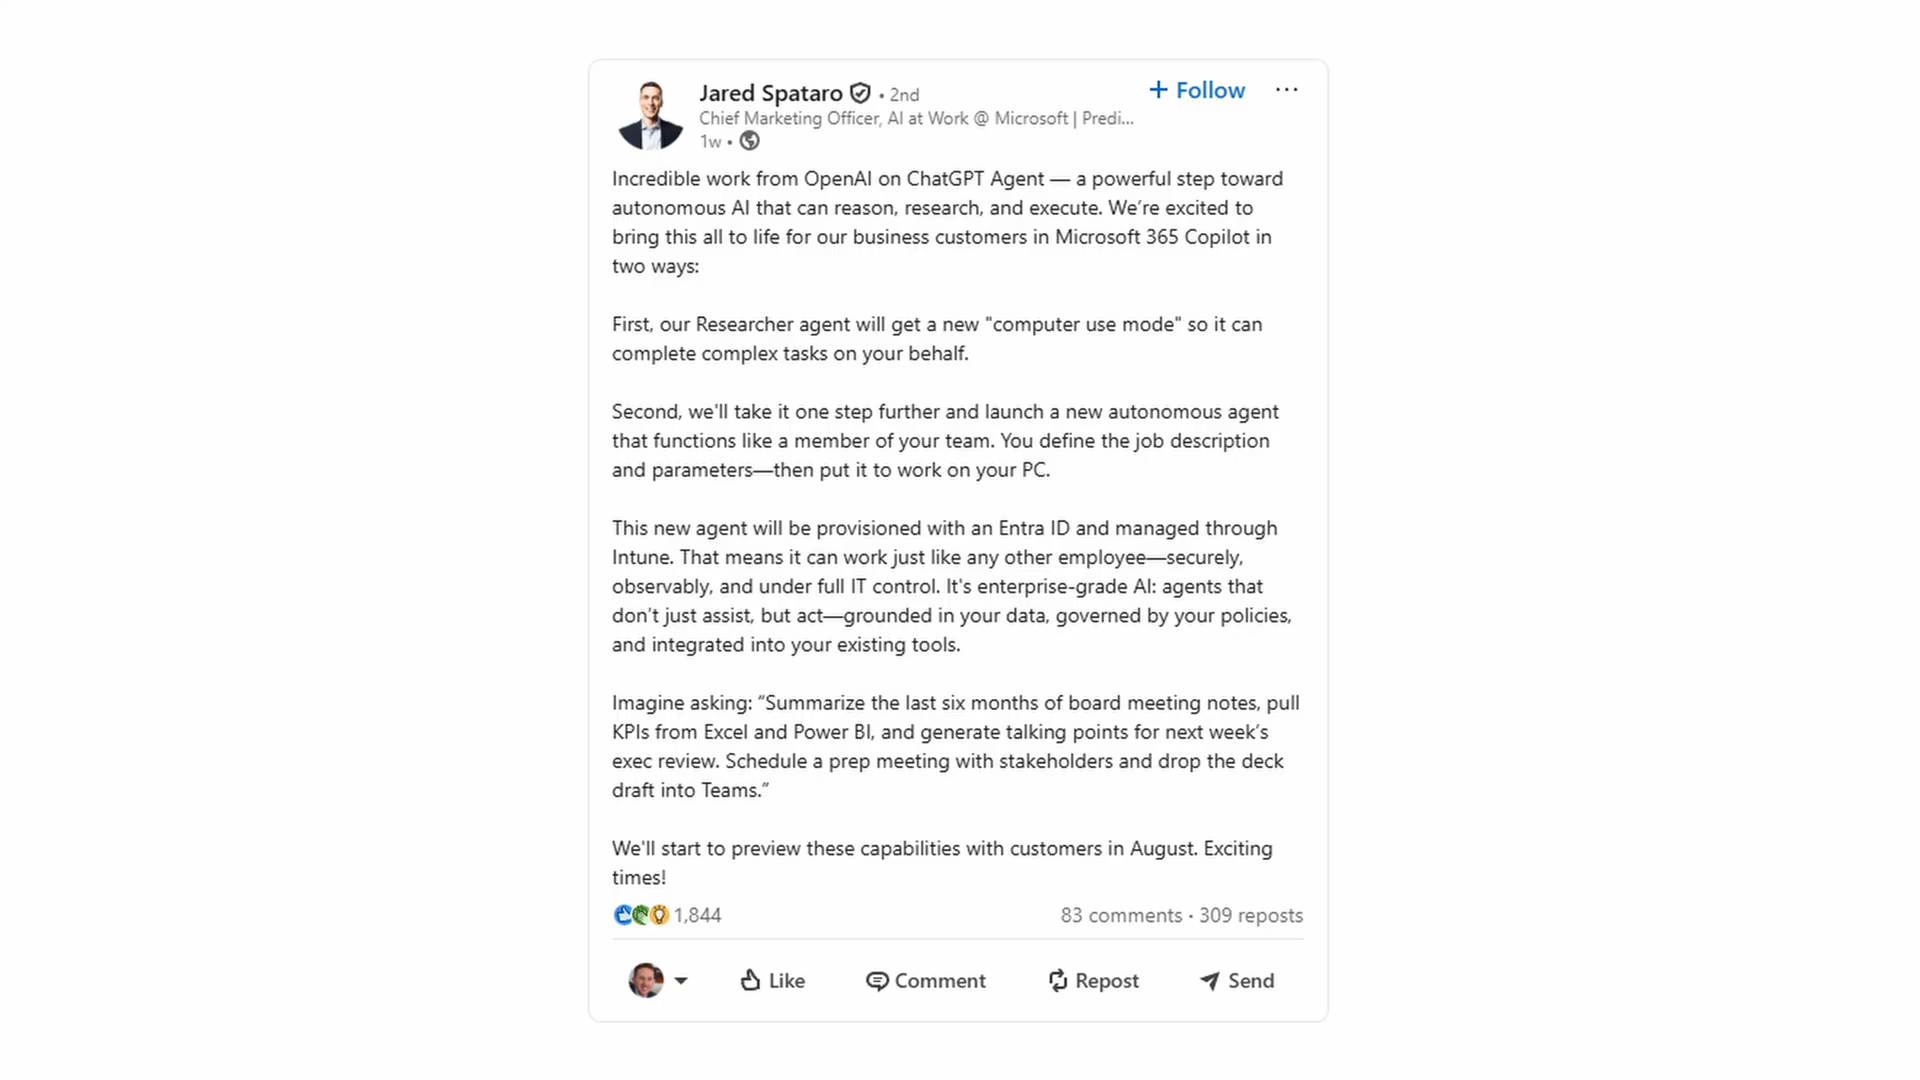 Jared Spataro • 2nd
+ Follow
Chief Marketing Officer, AI at Work @ Microsoft | Predi...
1w •
Incredible work from OpenAI on ChatGPT Agent — a powerful step toward
autonomous AI that can reason, research, and execute. We’re excited to
bring this all to life for our business customers in Microsoft 365 Copilot in
two ways:
First, our Researcher agent will get a new "computer use mode" so it can
complete complex tasks on your behalf.
Second, we'll take it one step further and launch a new autonomous agent
that functions like a member of your team. You define the job description
and parameters—then put it to work on your PC.
This new agent will be provisioned with an Entra ID and managed through
Intune. That means it can work just like any other employee—securely,
observably, and under full IT control. It's enterprise-grade AI: agents that
don’t just assist, but act—grounded in your data, governed by your policies,
and integrated into your existing tools.
Imagine asking: “Summarize the last six months of board meeting notes, pull
KPIs from Excel and Power BI, and generate talking points for next week’s
exec review. Schedule a prep meeting with stakeholders and drop the deck
draft into Teams.”
We'll start to preview these capabilities with customers in August. Exciting
times!
1,844
83 comments • 309 reposts
Like
Comment
Repost
Send